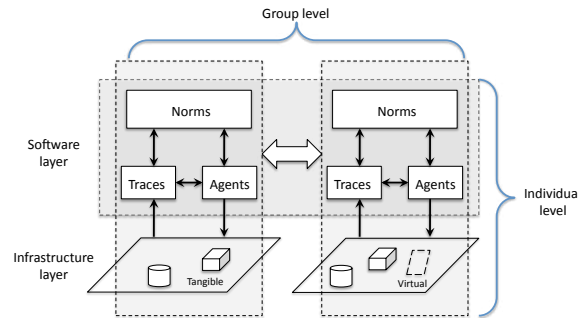 Group level
Norms
Norms
Software
layer
Traces
Agents
Traces
Agents
Individua
level
Infrastructure
layer
Tangible
Virtual